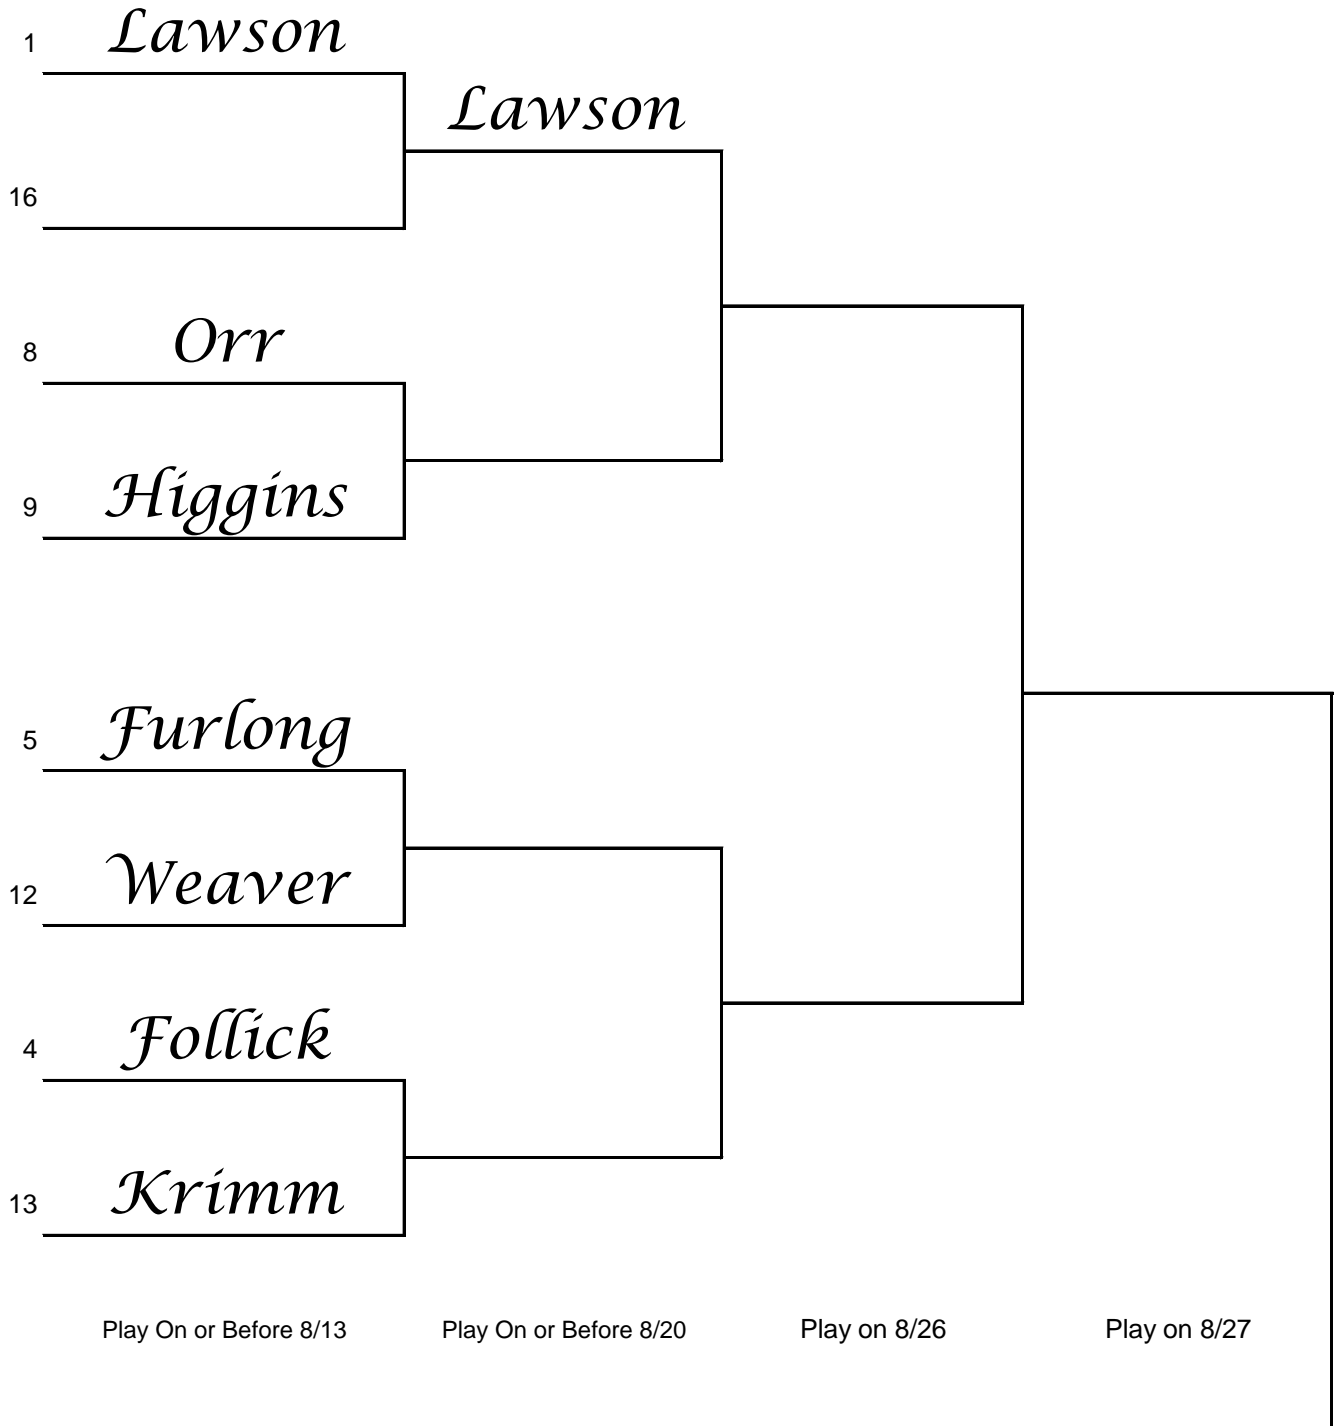 1 Lawson
Lawson
16
8 Orr
9 Higgins
5 Furlong
12 Weaver
4 Follick
13 Krimm
Play On or Before 8/13 Play On or Before 8/20 Play on 8/26 Play on 8/27